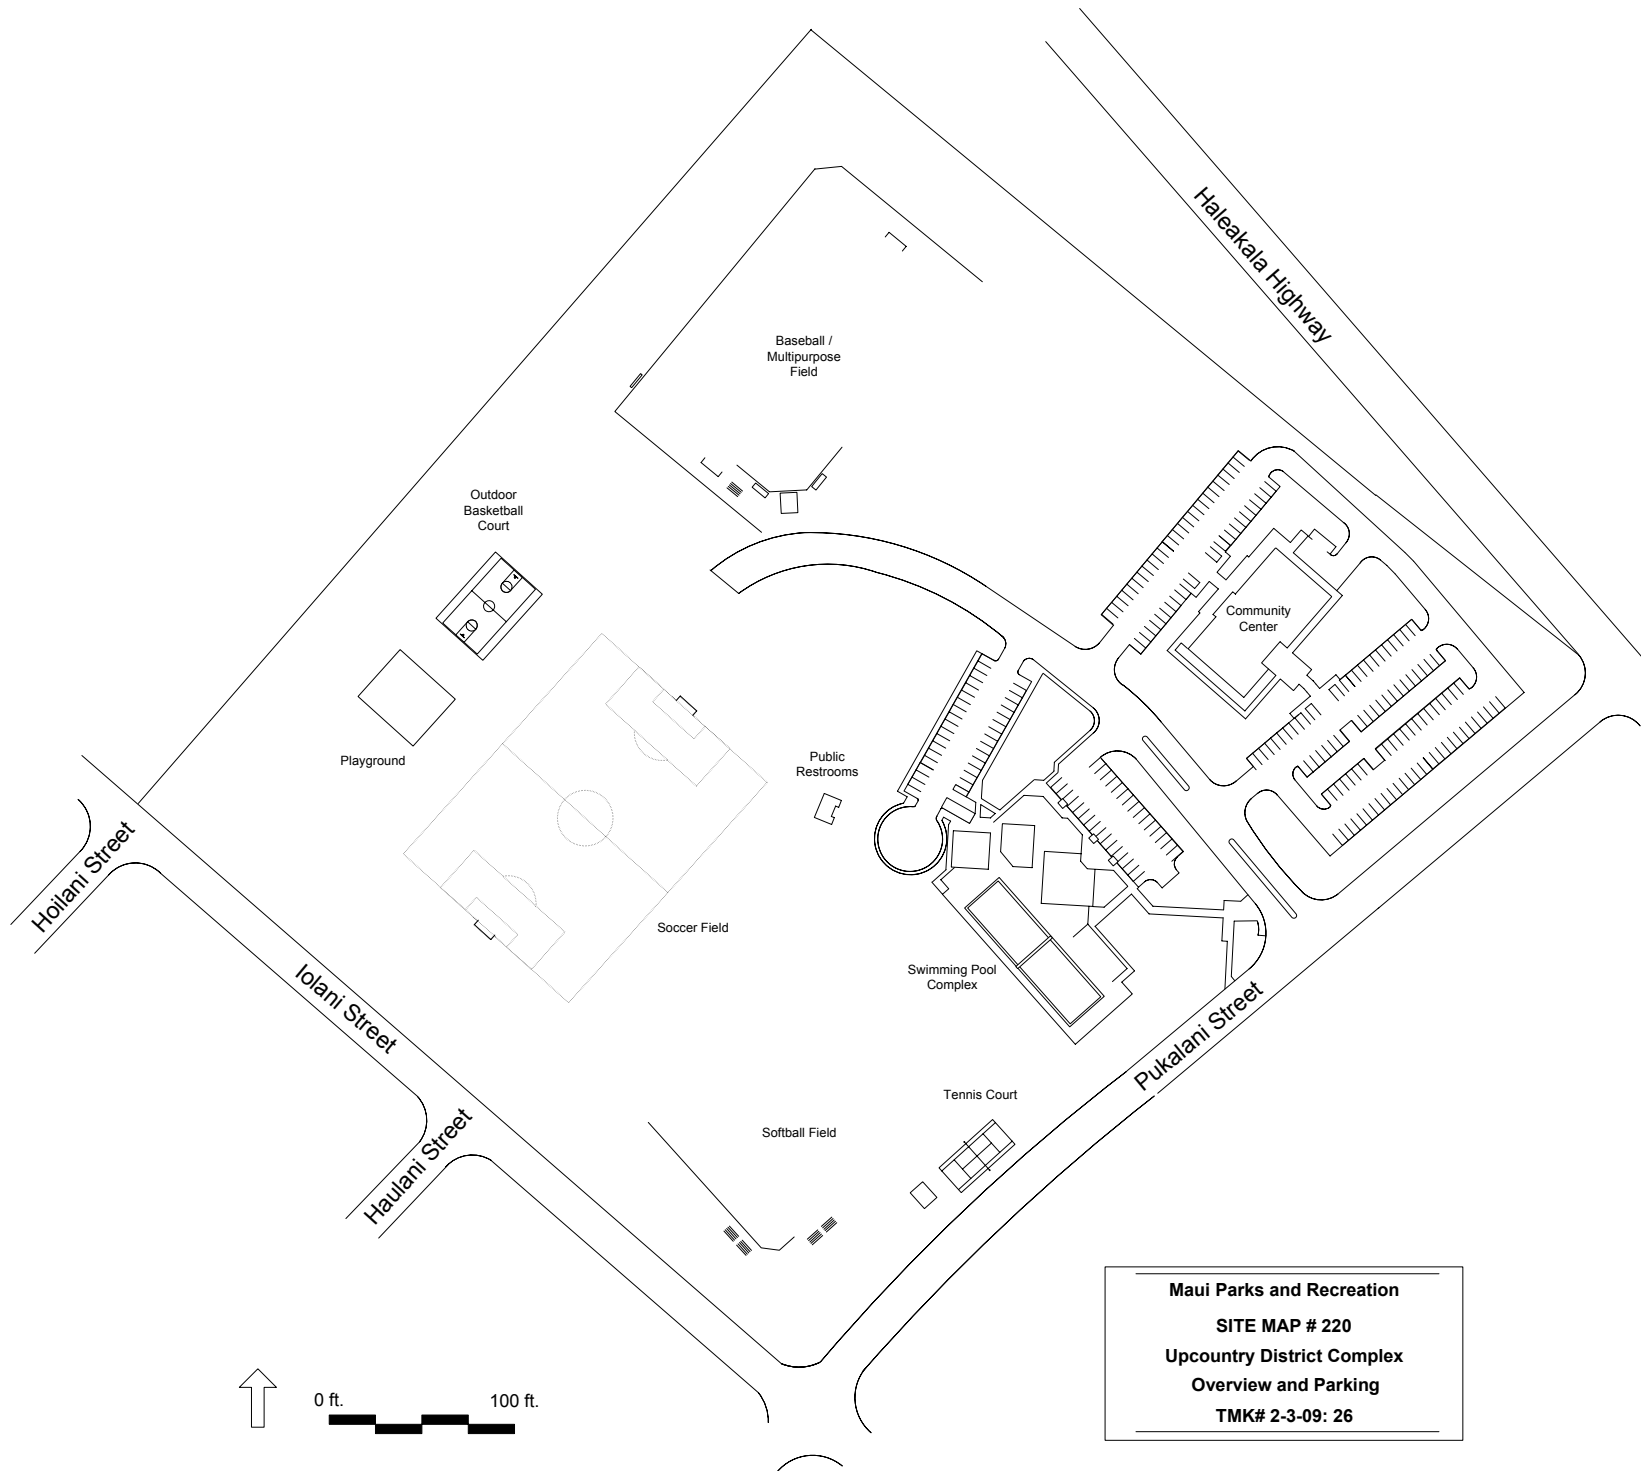 Haleakala Highway
Baseball /
Multipurpose
Field
Outdoor
Basketball
Court
Community
Center
Playground
Public
Restrooms
Hoilani Street
Soccer Field
Iolani Street
Swimming Pool
Complex
Pukalani Street
Tennis Court
Softball Field
Haulani Street
Maui Parks and Recreation
SITE MAP # 220
Upcountry District Complex
Overview and Parking
TMK# 2-3-09: 26
0 ft.
100 ft.